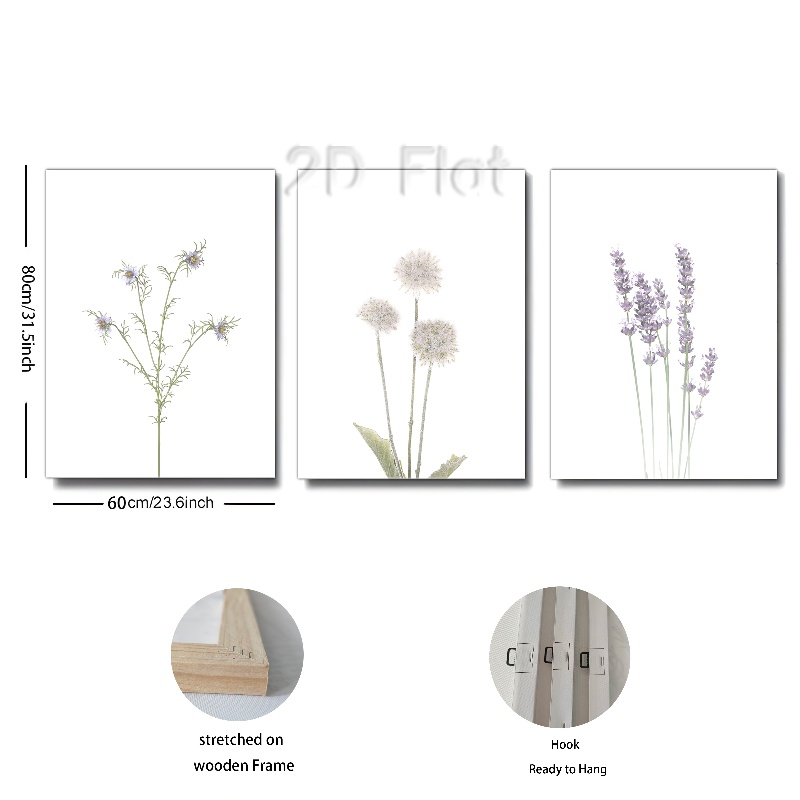 2D Flat
80cm/31.5inch
60cm/23.6inch
stretched on
wooden Frame
Hook
Ready to Hang